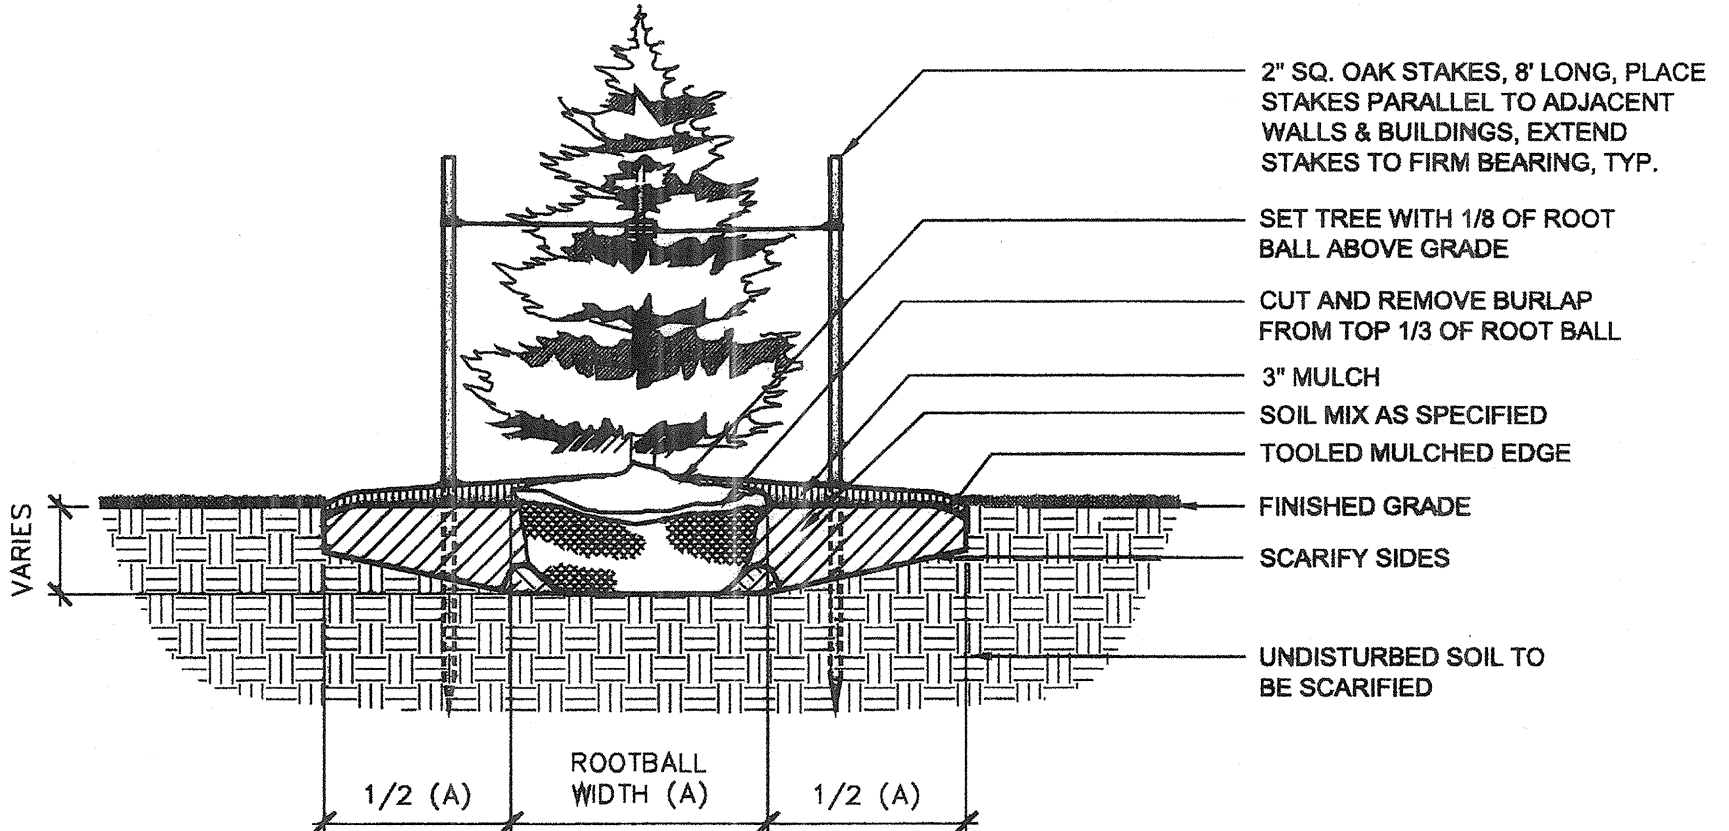 2" SQ. OAK STAKES, 8' LONG, PLACE
STAKES PARALLEL TO ADJACENT
WALLS & BUILDINGS, EXTEND
STAKES TO FIRM BEARING, TYP.
SET TREE WITH 1/8 OF ROOT
BALL ABOVE GRADE
CUT AND REMOVE BURLAP
FROM TOP 1/3 OF ROOT BALL
3" MULCH
SOIL MIX AS SPECIFIED
TOOLED MULCHED EDGE
FINISHED GRADE
SCARIFY SIDES
UNDISTURBED SOIL TO
BE SCARIFIED
VARIES
1/2 (A)
ROOTBALL
WIDTH (A)
1/2 (A)